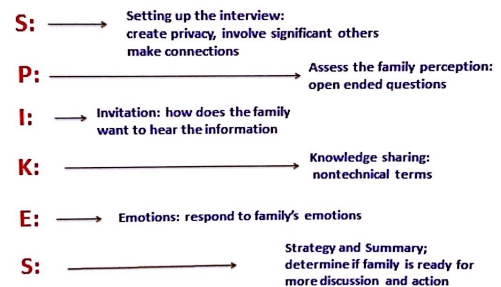 S: Setting up the interview:
create privacy, involve significant others
make connections
P: Assess the family perception:
open ended questions
I: Invitation: how does the family
want to hear the information
K: Knowledge sharing:
nontechnical terms
E: Emotions: respond to family's emotions
S: Strategy and Summary;
determine if family is ready for
more discussion and action